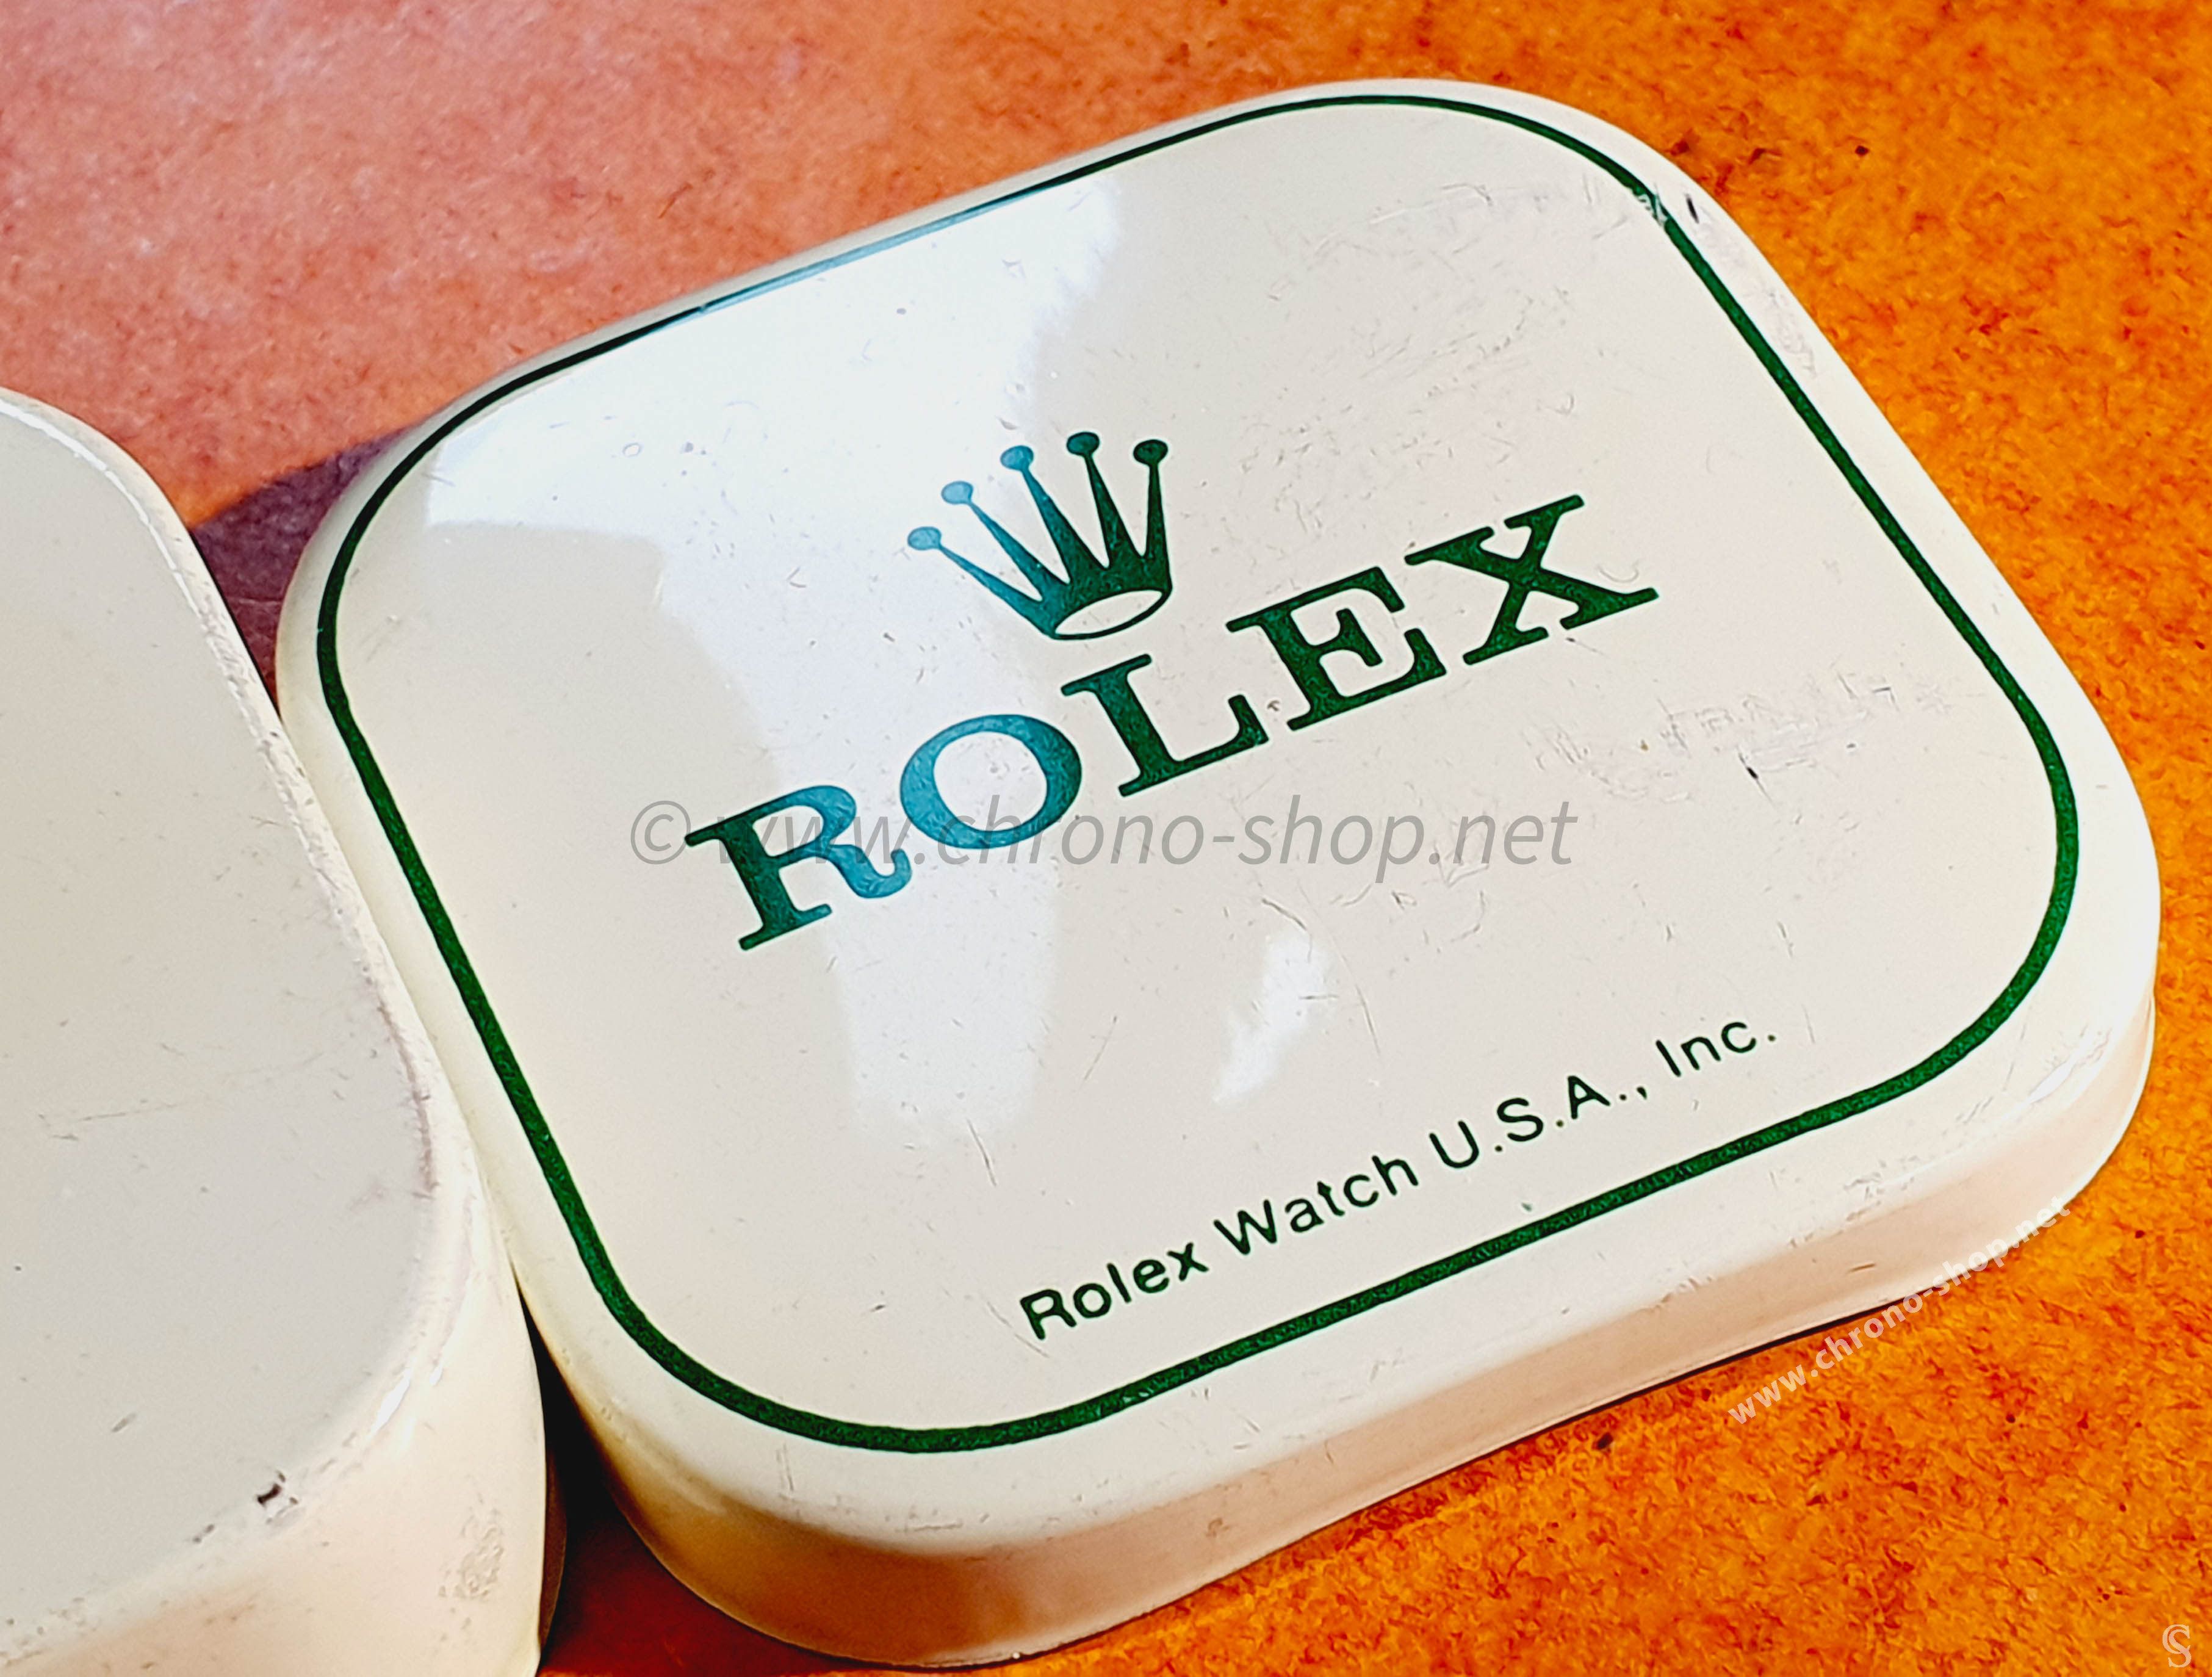 ROLEX
© www.chrono-shop.net
Rolex Watch U.S.A., Inc.
www.chrono-shop.net